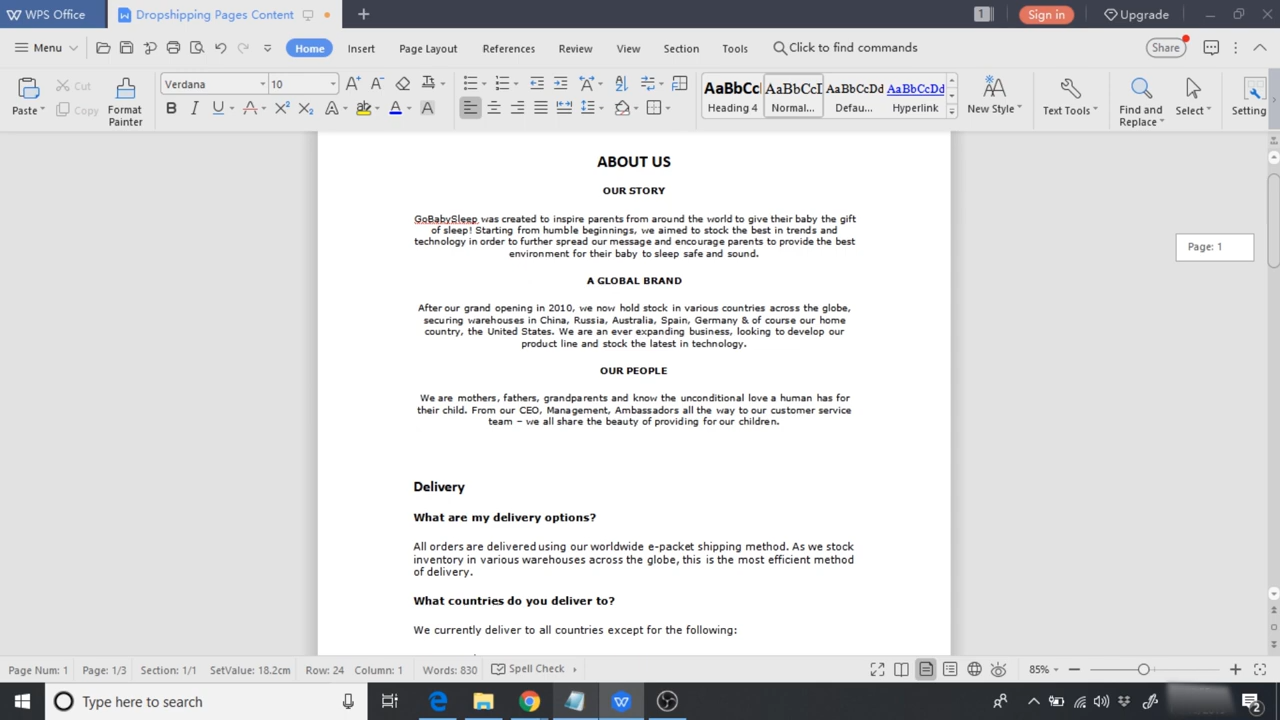 WPS Office
Dropshipping Pages Content
1
Sign in
Upgrade
Menu
Home
Insert
Page Layout
References
Review
View
Section
Tools
Click to find commands
Share
Paste
Cut
Copy
Format
Painter
Verdana
10
AaBbCcI
Heading 4
AaBbCcI
Normal...
AaBbCcDd
Defau...
AaBbCcDd
Hyperlink
New Style
Text Tools
Find and
Replace
Select
Setting
ABOUT US
OUR STORY
GoBabySleep was created to inspire parents from around the world to give their baby the gift
of sleep! Starting from humble beginnings, we aimed to stock the best in trends and
technology in order to further spread our message and encourage parents to provide the best
environment for their baby to sleep safe and sound.
Page: 1
A GLOBAL BRAND
After our grand opening in 2010, we now hold stock in various countries across the globe,
securing warehouses in China, Russia, Australia, Spain, Germany & of course our home
country, the United States. We are an ever expanding business, looking to develop our
product line and stock the latest in technology.
OUR PEOPLE
We are mothers, fathers, grandparents and know the unconditional love a human has for
their child. From our CEO, Management, Ambassadors all the way to our customer service
team – we all share the beauty of providing for our children.
Delivery
What are my delivery options?
All orders are delivered using our worldwide e-packet shipping method. As we stock
inventory in various warehouses across the globe, this is the most efficient method
of delivery.
What countries do you deliver to?
We currently deliver to all countries except for the following:
Page Num: 1
Page: 1/3
Section: 1/1
SetValue: 18.2cm
Row: 24
Column: 1
Words: 830
Spell Check
85%
Type here to search
2